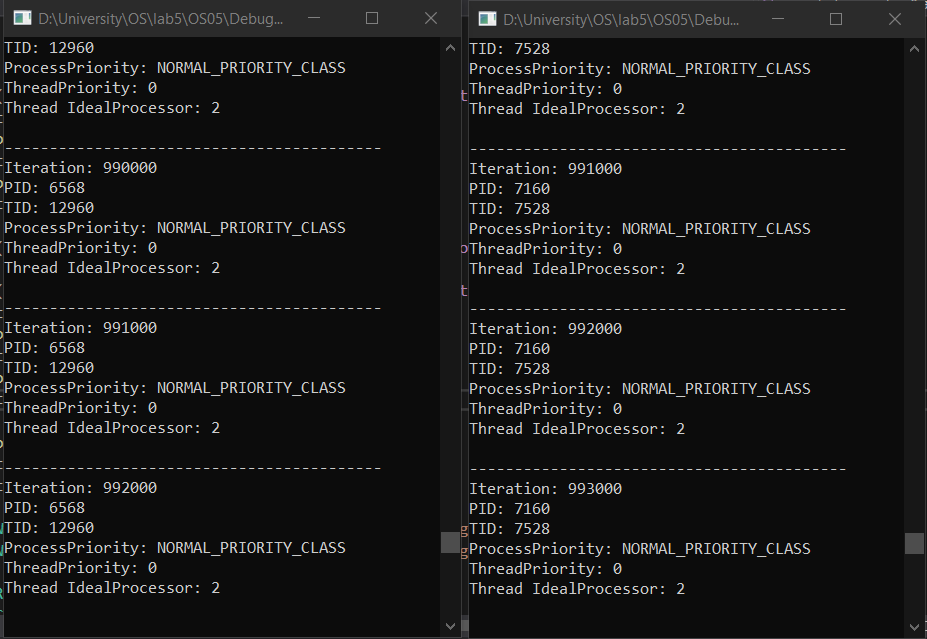 D:\University\OS\lab5\OS05\Debug...
TID: 12960
ProcessPriority: NORMAL_PRIORITY_CLASS
ThreadPriority: 0
Thread IdealProcessor: 2
------------------------------------------
Iteration: 990000
PID: 6568
TID: 12960
ProcessPriority: NORMAL_PRIORITY_CLASS
ThreadPriority: 0
Thread IdealProcessor: 2
------------------------------------------
Iteration: 991000
PID: 6568
TID: 12960
ProcessPriority: NORMAL_PRIORITY_CLASS
ThreadPriority: 0
Thread IdealProcessor: 2
------------------------------------------
Iteration: 992000
PID: 6568
TID: 12960
ProcessPriority: NORMAL_PRIORITY_CLASS
ThreadPriority: 0
Thread IdealProcessor: 2
D:\University\OS\lab5\OS05\Debu...
TID: 7528
ProcessPriority: NORMAL_PRIORITY_CLASS
ThreadPriority: 0
Thread IdealProcessor: 2
------------------------------------------
Iteration: 991000
PID: 7160
TID: 7528
ProcessPriority: NORMAL_PRIORITY_CLASS
ThreadPriority: 0
Thread IdealProcessor: 2
------------------------------------------
Iteration: 992000
PID: 7160
TID: 7528
ProcessPriority: NORMAL_PRIORITY_CLASS
ThreadPriority: 0
Thread IdealProcessor: 2
------------------------------------------
Iteration: 993000
PID: 7160
TID: 7528
ProcessPriority: NORMAL_PRIORITY_CLASS
ThreadPriority: 0
Thread IdealProcessor: 2